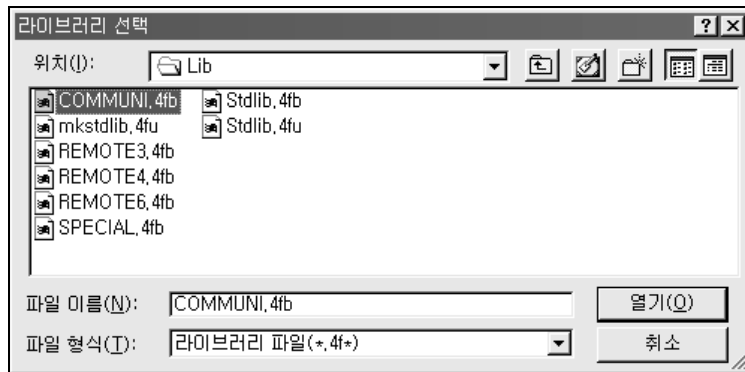 라이브러리 선택
위치(I): Lib
COMMUNI,4fb
mkstdlib,4fu
REMOTE3,4fb
REMOTE4,4fb
REMOTE6,4fb
SPECIAL,4fb
Stdlib,4fb
Stdlib,4fu
파일 이름(N): COMMUNI,4fb
열기(O)
파일 형식(T): 라이브러리 파일(*,4f*)
취소